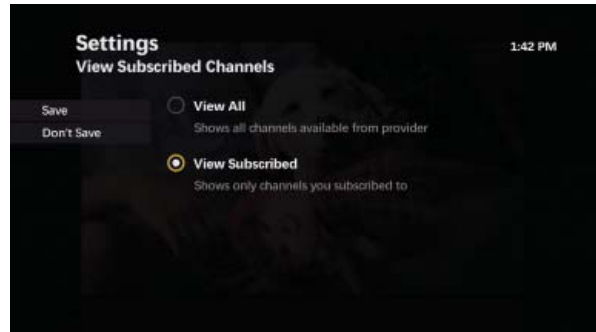 Settings
1:42 PM
View Subscribed Channels
Save
Don't Save
View All
Shows all channels available from provider
View Subscribed
Shows only channels you subscribed to